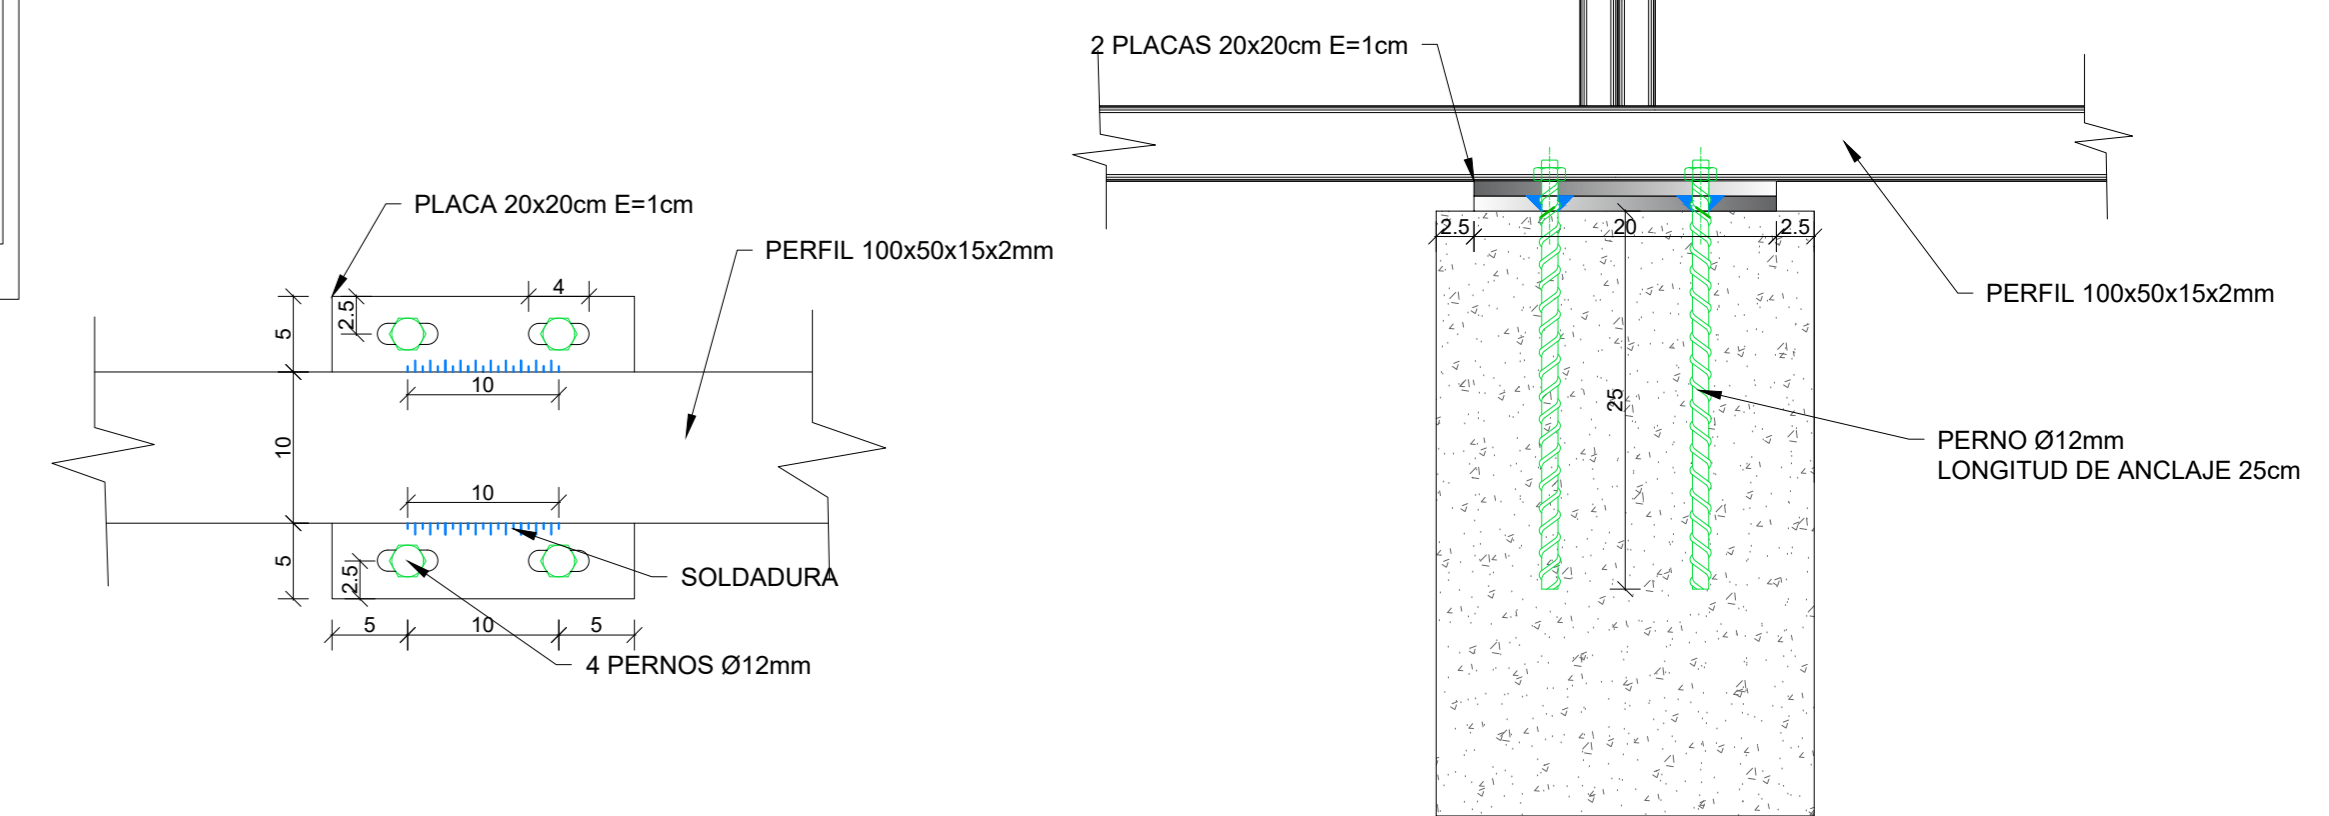 PLACA 20x20cm E=1cm
PERFIL 100x50x15x2mm
4
2.5
5
10
10
10
5
2.5
SOLDADURA
5
10
5
4 PERNOS Ø12mm
2 PLACAS 20x20cm E=1cm
2.5
20
2.5
PERFIL 100x50x15x2mm
25
PERNO Ø12mm
LONGITUD DE ANCLAJE 25cm